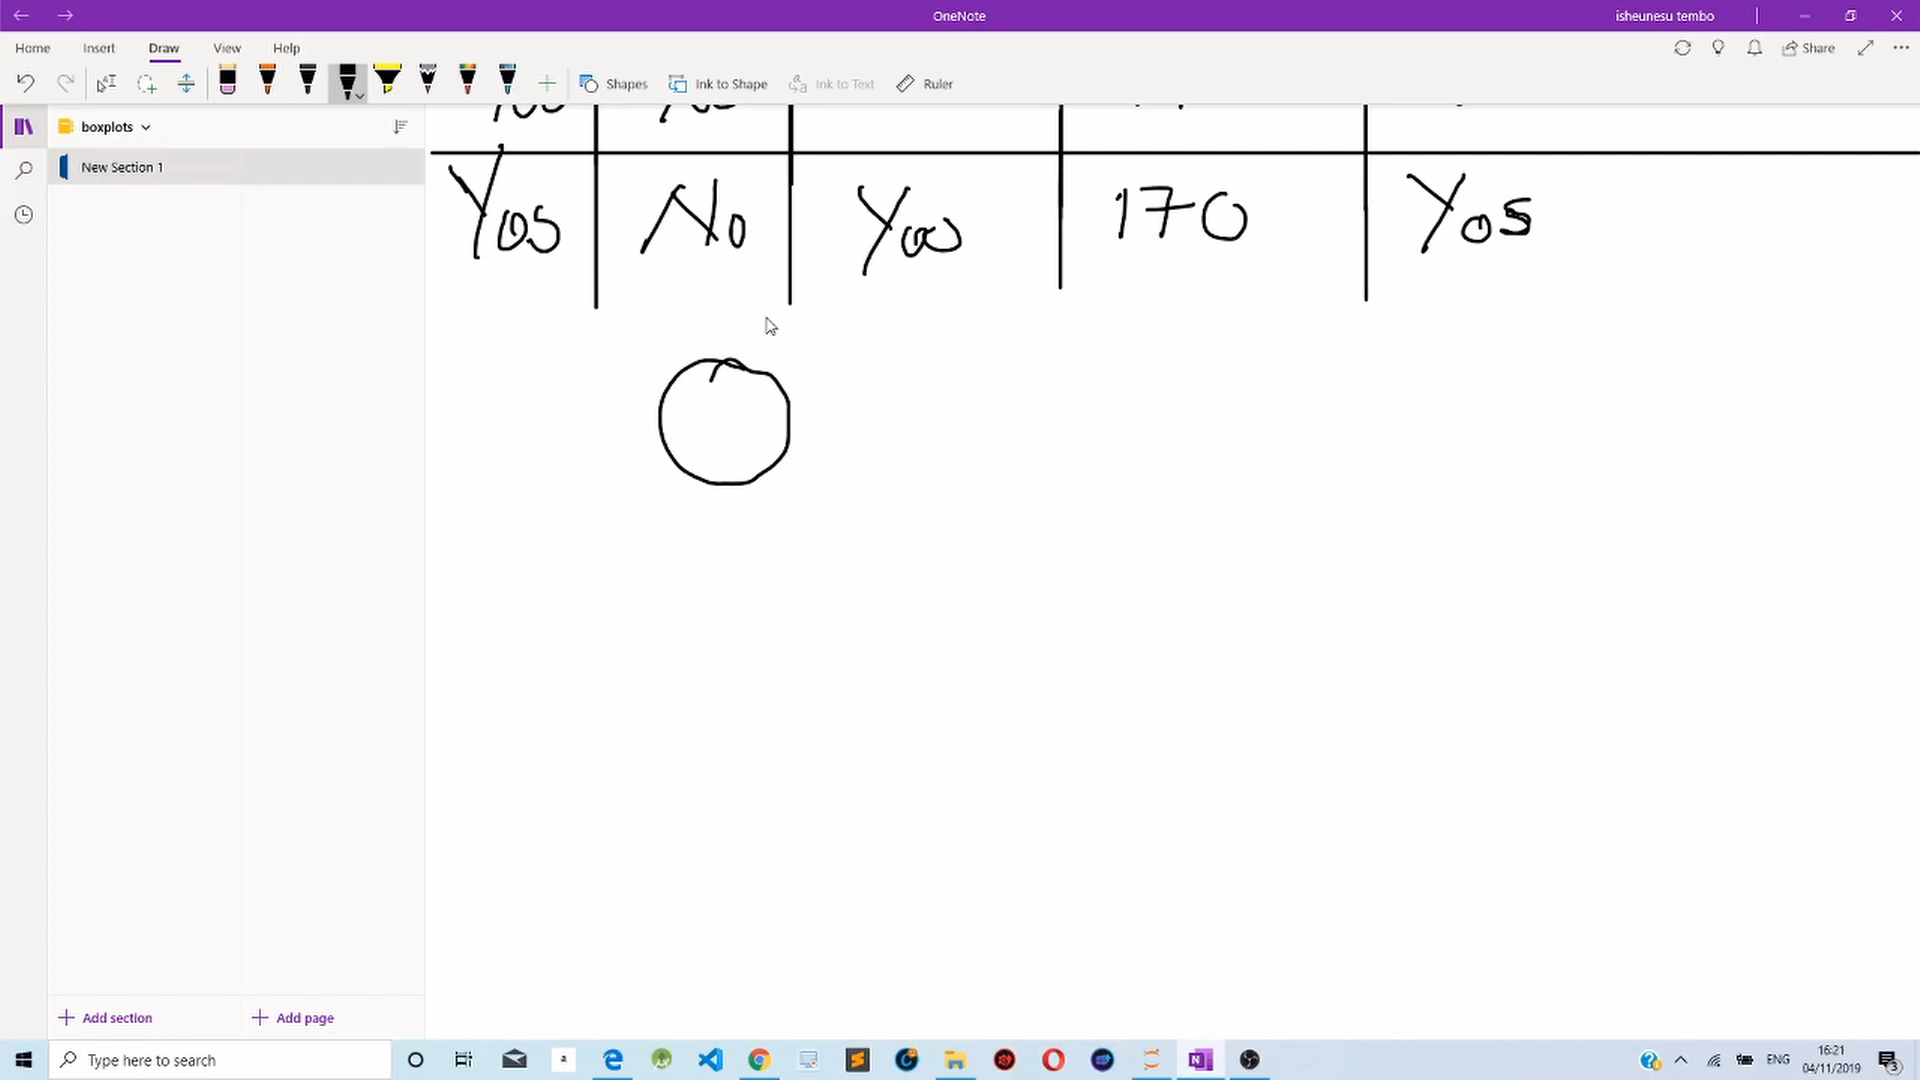 OneNote
isheunesu tembo
Home Insert Draw View Help
Share
Shapes Ink to Shape Ink to Text Ruler
boxplots
New Section 1
Yes No Yes 170 Yes
Add section Add page
Type here to search
ENG
16:21
04/11/2019
3